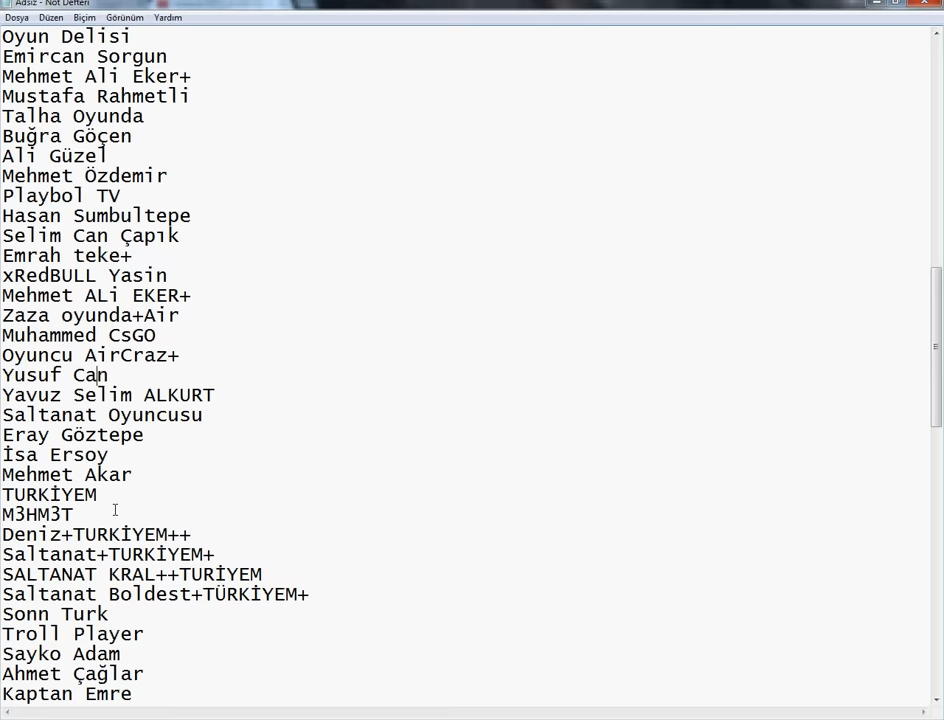 Adsız - Not Defteri
Dosya Düzen Biçim Görünüm Yardım
Oyun Delisi
Emircan Sorgun
Mehmet Ali Eker+
Mustafa Rahmetli
Talha Oyunda
Buğra Göçen
Ali Güzel
Mehmet Özdemir
Playbol TV
Hasan Sumbultepe
Selim Can Çapık
Emrah teke+
xRedBULL Yasin
Mehmet ALi EKER+
Zaza oyunda+Air
Muhammed CsGO
Oyuncu AirCraz+
Yusuf Can
Yavuz Selim ALKURT
Saltanat Oyuncusu
Eray Göztepe
İsa Ersoy
Mehmet Akar
TURKİYEM
M3HM3T
Deniz+TURKİYEM++
Saltanat+TURKİYEM+
SALTANAT KRAL++TURİYEM
Saltanat Boldest+TÜRKİYEM+
Sonn Turk
Troll Player
Sayko Adam
Ahmet Çağlar
Kaptan Emre